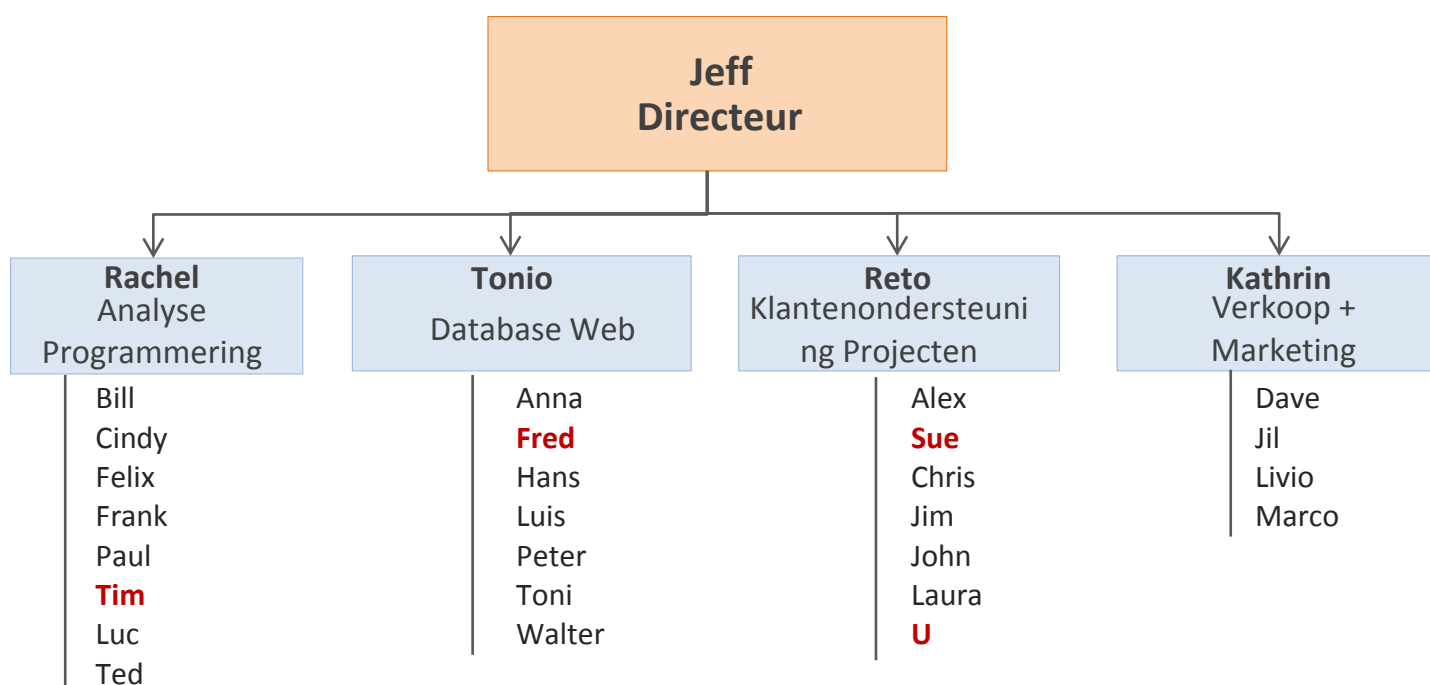 Jeff
Directeur
Rachel
Analyse
Programmering
Bill
Cindy
Felix
Frank
Paul
Tim
Luc
Ted
Tonio
Database Web
Anna
Fred
Hans
Luis
Peter
Toni
Walter
Reto
Klantenondersteuni
ng Projecten
Alex
Sue
Chris
Jim
John
Laura
U
Kathrin
Verkoop +
Marketing
Dave
Jil
Livio
Marco